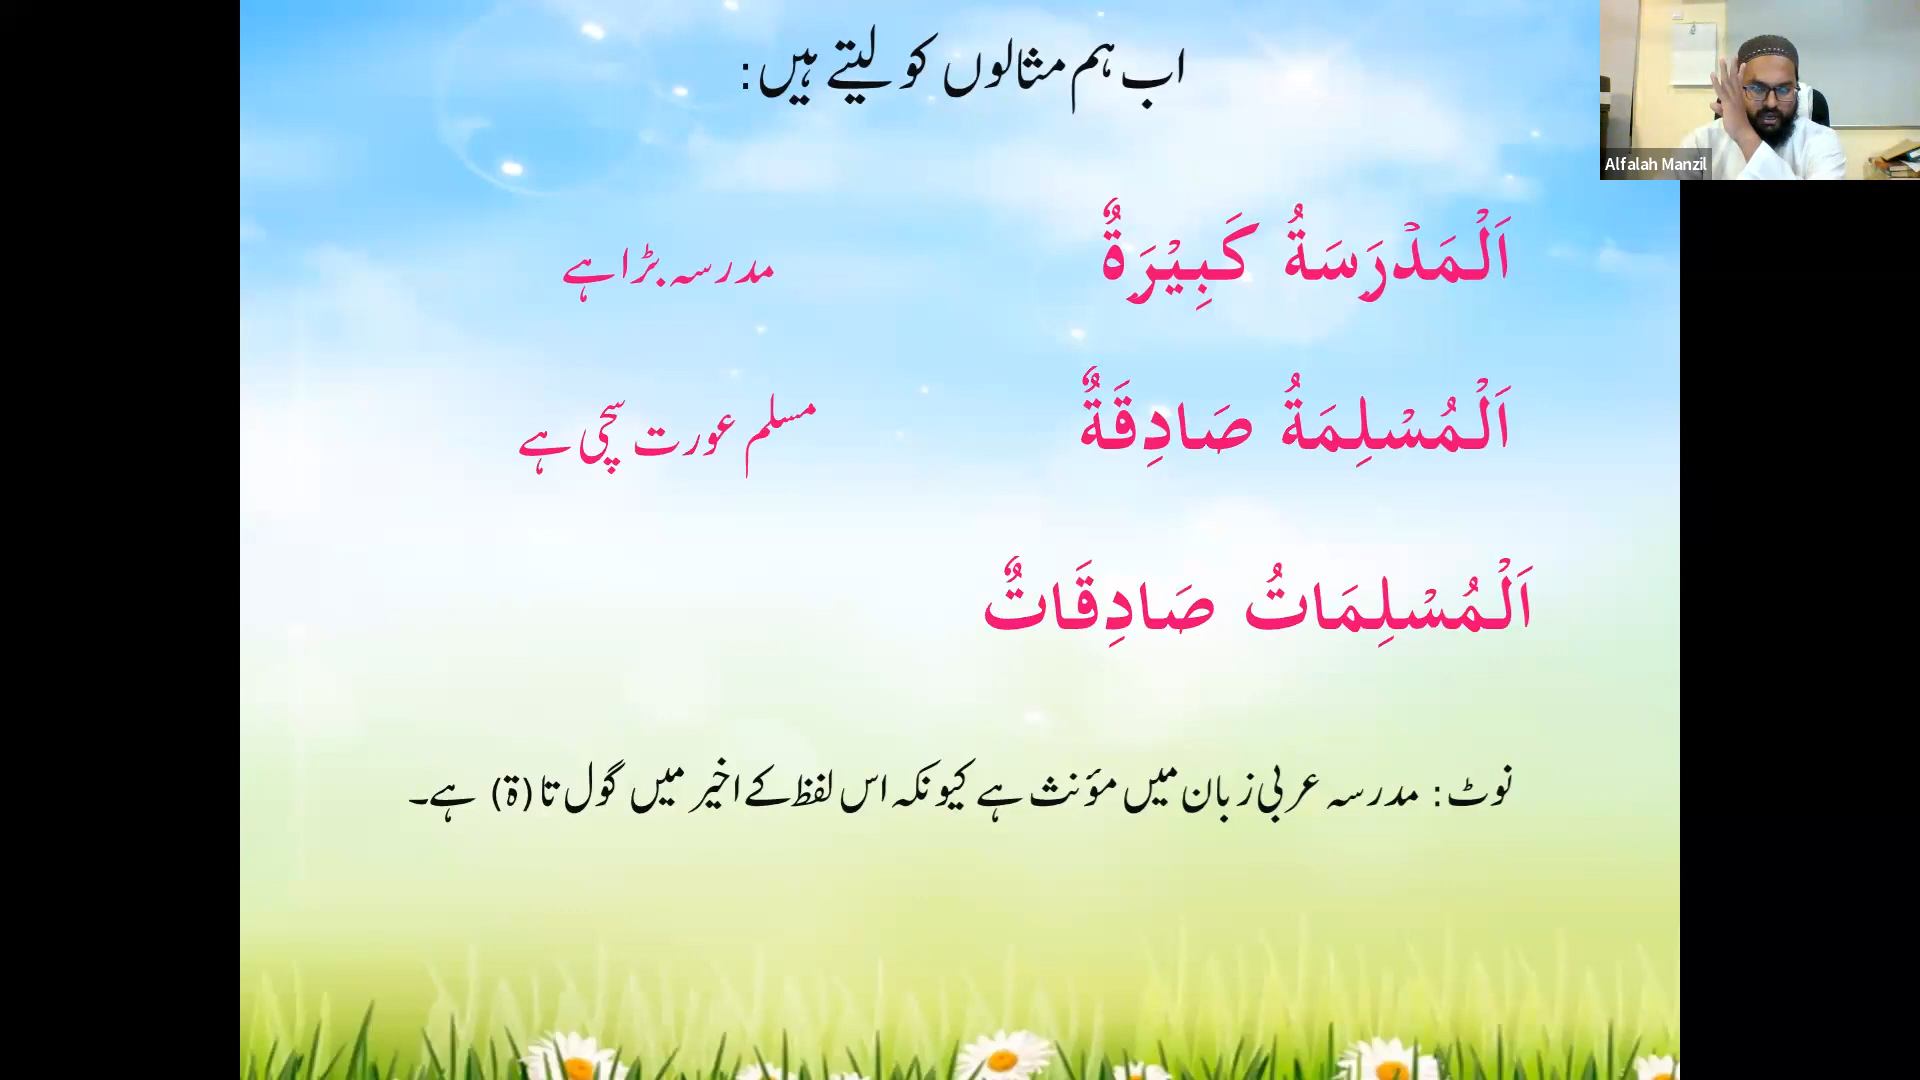 اب ہم مثالوں کو لیتے ہیں:
Alfalah Manzil
اَلْمَدْرَسَةُ كَبِيْرَةٌ مدرسہ بڑا ہے
اَلْمُسْلِمَةُ صَادِقَةٌ مسلم عورت سچی ہے
اَلْمُسْلِمَاتُ صَادِقَاتٌ
نوٹ: مدرسہ عربی زبان میں مؤنث ہے کیونکہ اس لفظ کے اخیر میں گول تا (ة) ہے۔